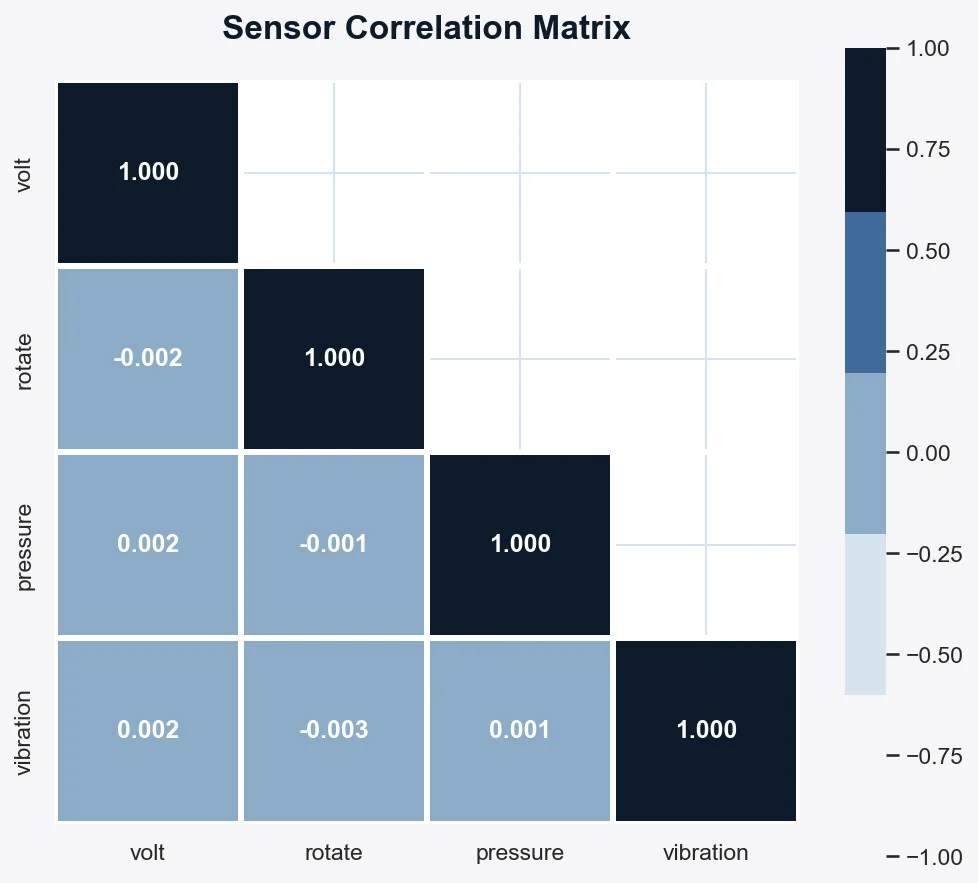 Sensor Correlation Matrix
1.00
volt
1.000
0.75
0.50
rotate
-0.002
1.000
0.25
0.00
pressure
0.002
-0.001
1.000
−0.25
−0.50
vibration
0.002
-0.003
0.001
1.000
−0.75
volt
rotate
pressure
vibration
−1.00